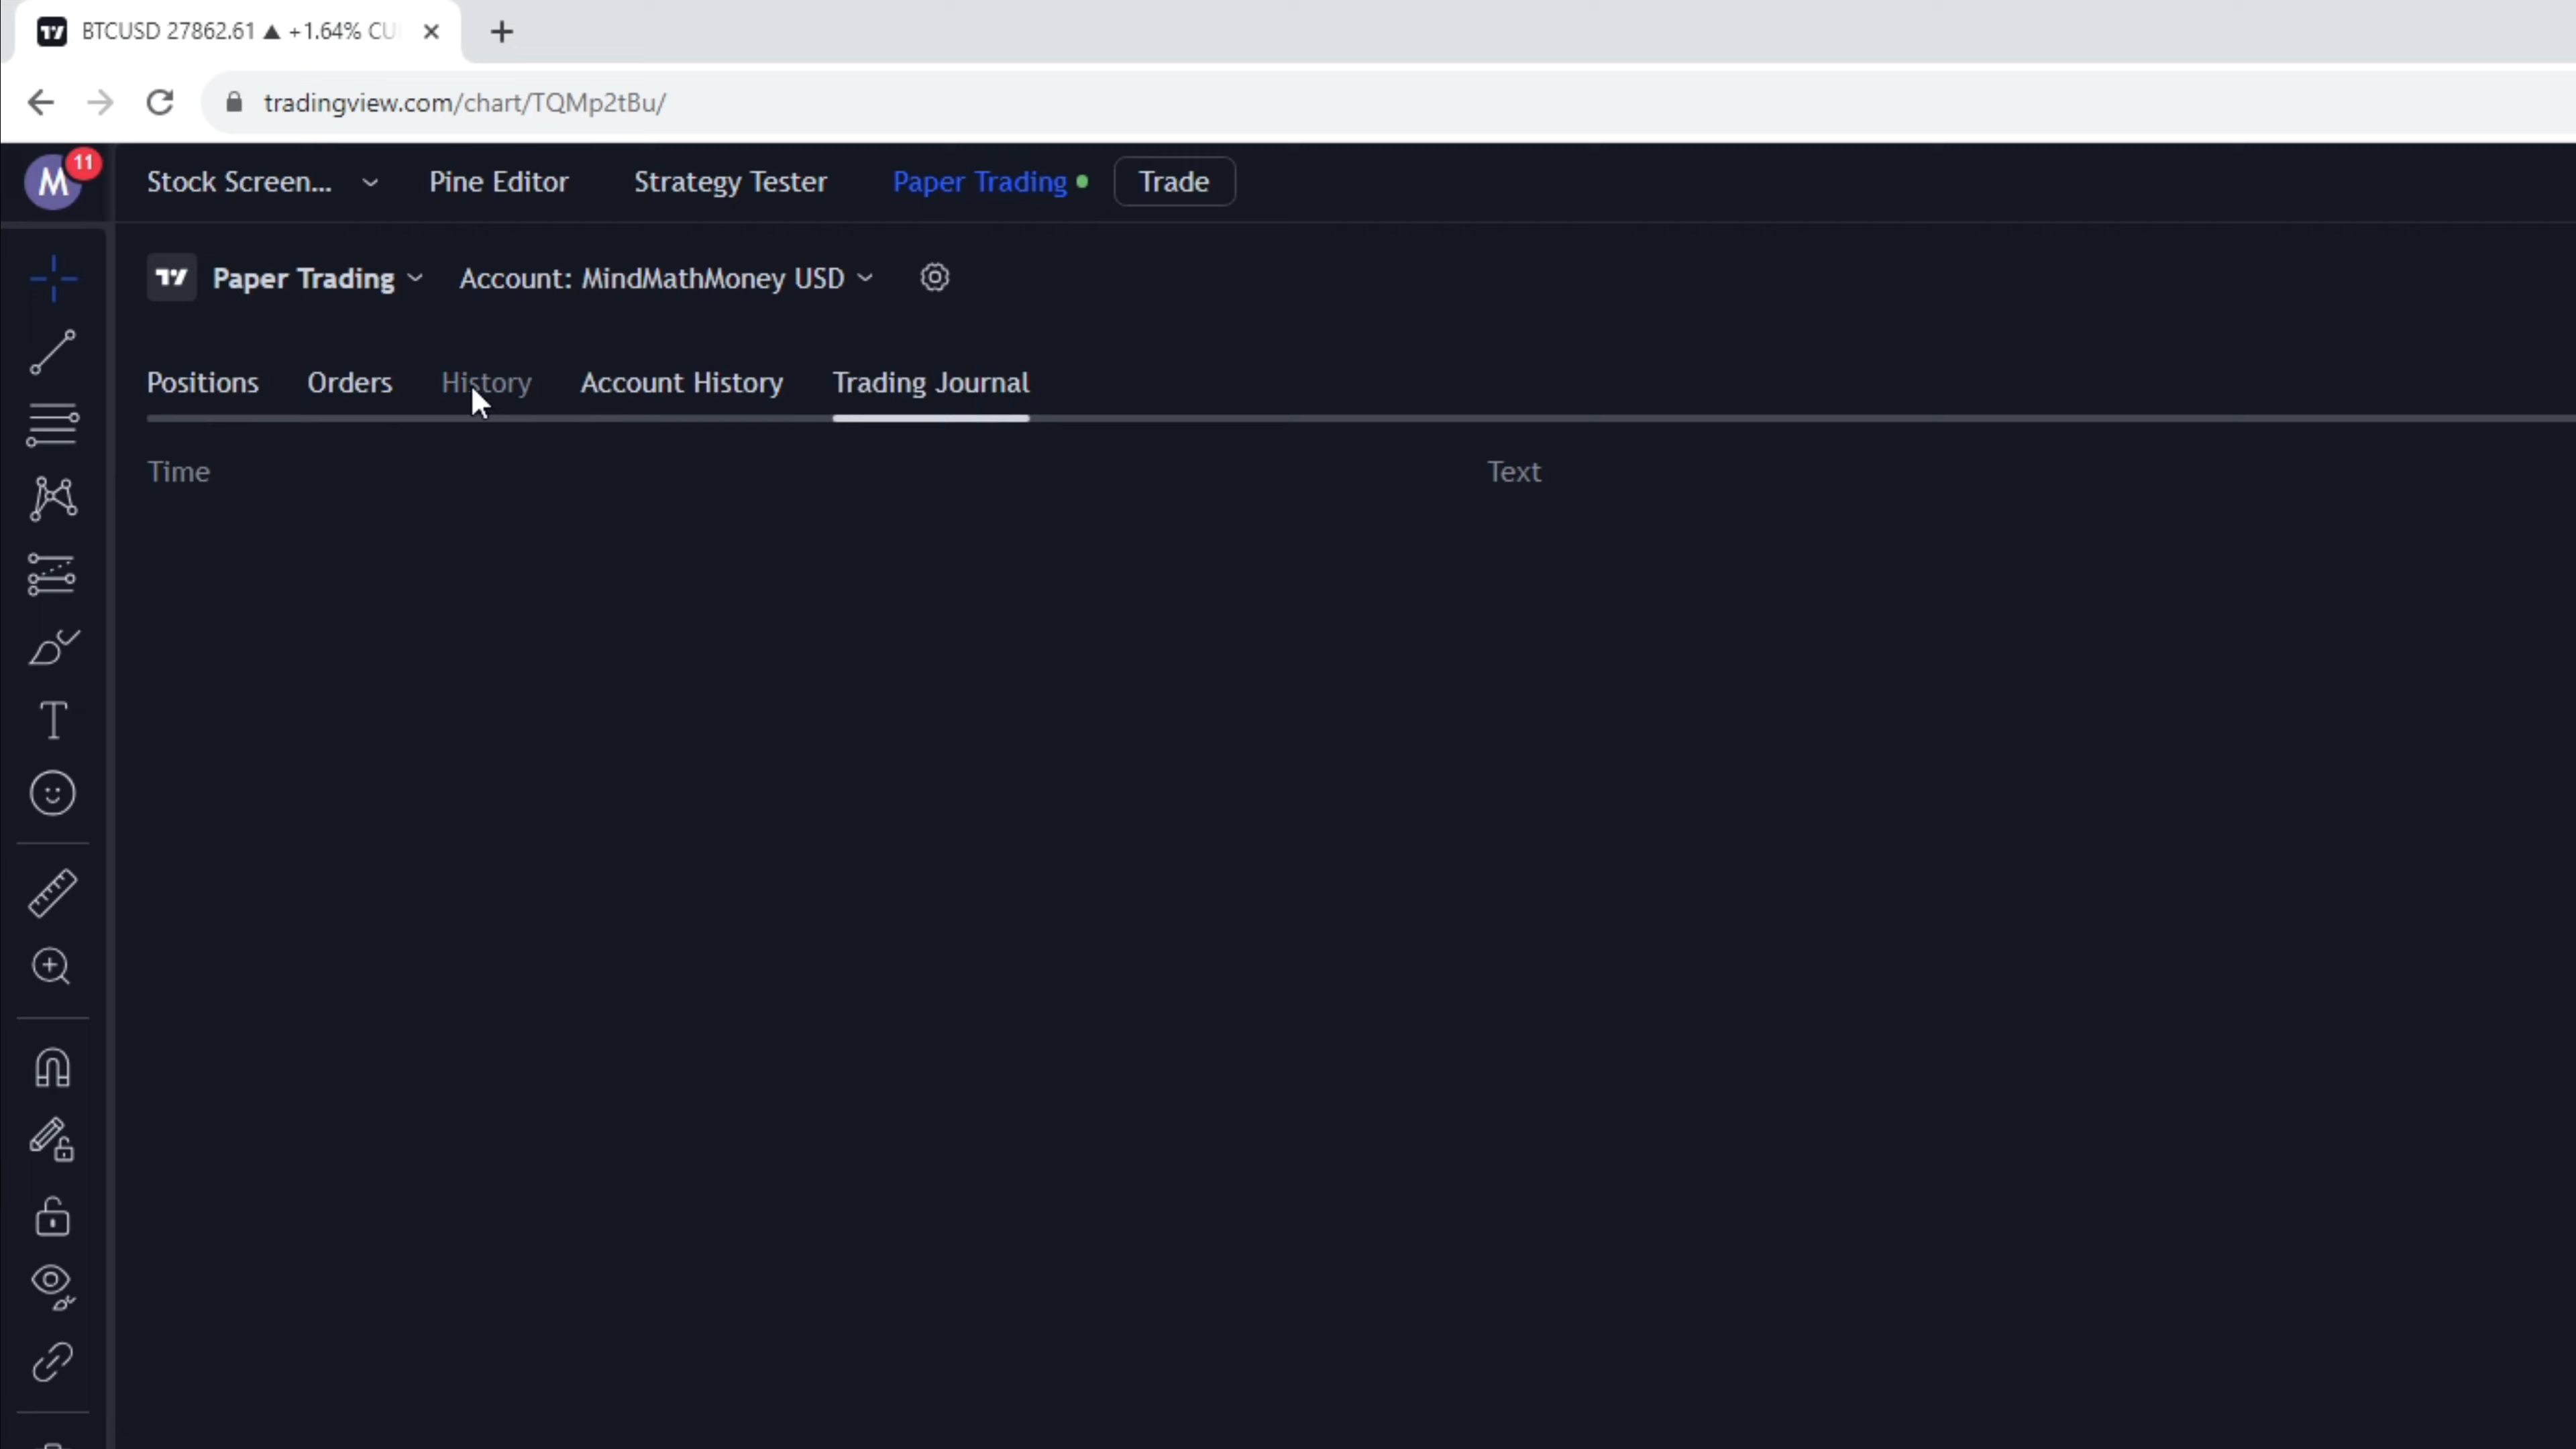 BTCUSD 27862.61 ▲ +1.64% CU
tradingview.com/chart/TQMp2tBu/
M 11 Stock Screen... Pine Editor Strategy Tester Paper Trading Trade
Paper Trading Account: MindMathMoney USD
Positions Orders History Account History Trading Journal
Time Text